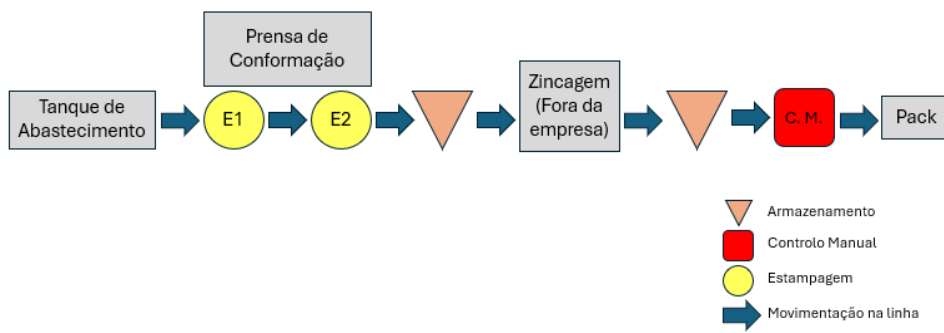 Prensa de
Conformação
Tanque de
Abastecimento
E1
E2
Zincagem
(Fora da
empresa)
C. M.
Pack
Armazenamento
Controlo Manual
Estampagem
Movimentação na linha